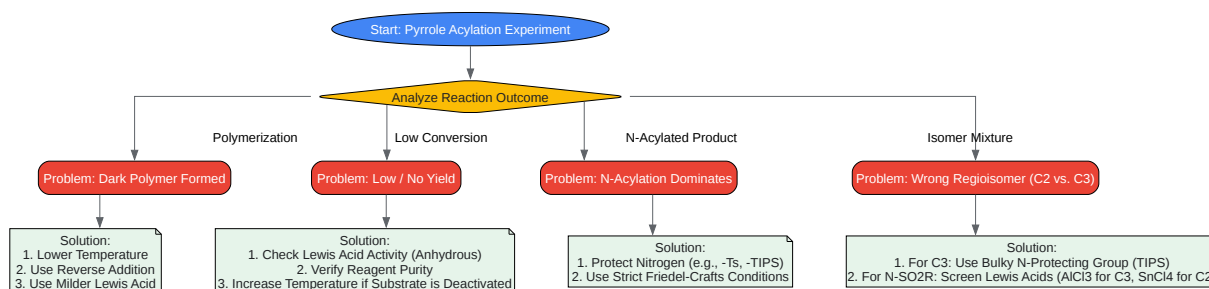 Start: Pyrrole Acylation Experiment
Analyze Reaction Outcome
Polymerization
Low Conversion
N-Acylated Product
Isomer Mixture
Problem: Dark Polymer Formed
Problem: Low / No Yield
Problem: N-Acylation Dominates
Problem: Wrong Regioisomer (C2 vs. C3)
Solution:
1. Lower Temperature
2. Use Reverse Addition
3. Use Milder Lewis Acid
Solution:
1. Check Lewis Acid Activity (Anhydrous)
2. Verify Reagent Purity
3. Increase Temperature if Substrate is Deactivated
Solution:
1. Protect Nitrogen (e.g., -Ts, -TIPS)
2. Use Strict Friedel-Crafts Conditions
Solution:
1. For C3: Use Bulky N-Protecting Group (TIPS)
2. For N-SO2R: Screen Lewis Acids (AlCl3 for C3, SnCl4 for C2